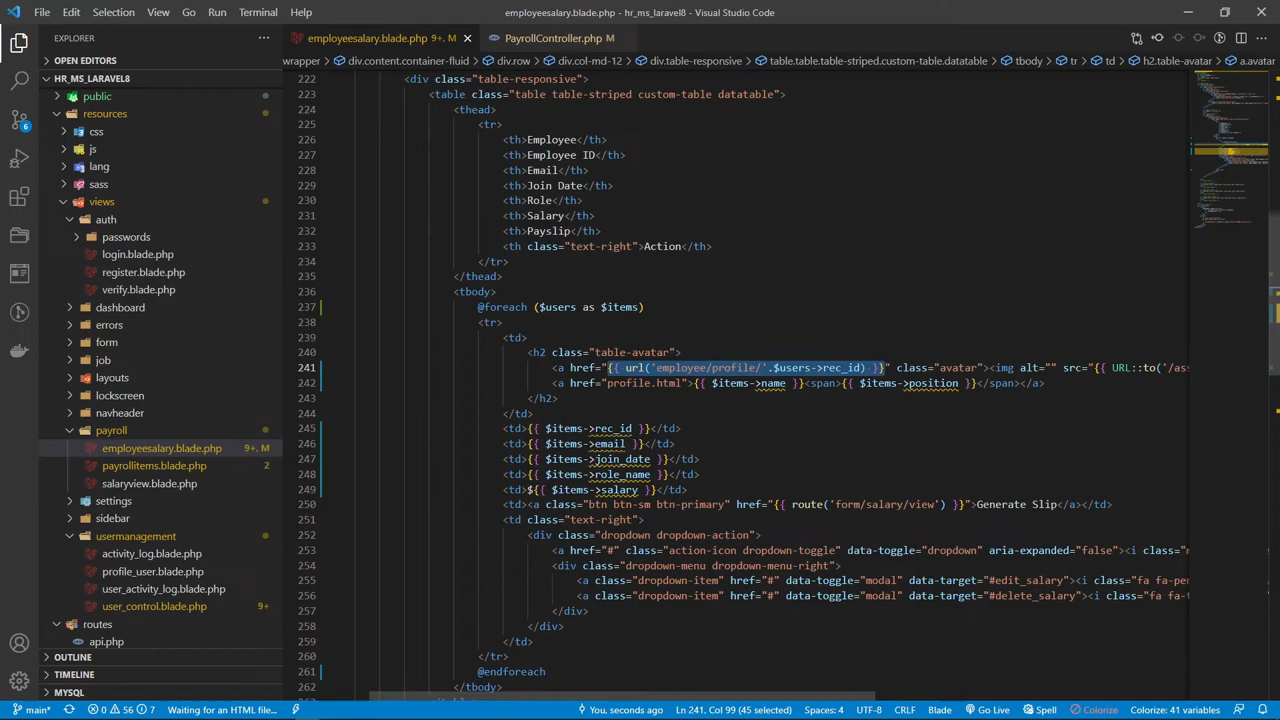 File Edit Selection View Go Run Terminal Help
employeesalary.blade.php - hr_ms_laravel8 - Visual Studio Code
EXPLORER
employeesalary.blade.php 9+, M
PayrollController.php M
OPEN EDITORS
wrapper > div.content.container-fluid > div.row > div.col-md-12 > div.table-responsive > table.table.table-striped.custom-table.datatable > tbody > tr > td > h2.table-avatar > a.avatar
HR_MS_LARAVEL8
public
resources
css
js
lang
sass
views
auth
passwords
login.blade.php
register.blade.php
verify.blade.php
dashboard
errors
form
job
layouts
lockscreen
navheader
payroll
employeesalary.blade.php 9+, M
payrollitems.blade.php 2
salaryview.blade.php
settings
sidebar
usermanagement
activity_log.blade.php
profile_user.blade.php
user_activity_log.blade.php
user_control.blade.php 9+
routes
api.php
OUTLINE
TIMELINE
MYSQL
222 <div class="table-responsive">
223 <table class="table table-striped custom-table datatable">
224 <thead>
225 <tr>
226 <th>Employee</th>
227 <th>Employee ID</th>
228 <th>Email</th>
229 <th>Join Date</th>
230 <th>Role</th>
231 <th>Salary</th>
232 <th>Payslip</th>
233 <th class="text-right">Action</th>
234 </tr>
235 </thead>
236 <tbody>
237 @foreach ($users as $items)
238 <tr>
239 <td>
240 <h2 class="table-avatar">
241 <a href="{{ url('employee/profile/'.$users->rec_id) }}" class="avatar"><img alt="" src="{{ URL::to('/as
242 <a href="profile.html">{{ $items->name }}<span>{{ $items->position }}</span></a>
243 </h2>
244 </td>
245 <td>{{ $items->rec_id }}</td>
246 <td>{{ $items->email }}</td>
247 <td>{{ $items->join_date }}</td>
248 <td>{{ $items->role_name }}</td>
249 <td>${{ $items->salary }}</td>
250 <td><a class="btn btn-sm btn-primary" href="{{ route('form/salary/view') }}">Generate Slip</a></td>
251 <td class="text-right">
252 <div class="dropdown dropdown-action">
253 <a href="#" class="action-icon dropdown-toggle" data-toggle="dropdown" aria-expanded="false"><i class="m
254 <div class="dropdown-menu dropdown-menu-right">
255 <a class="dropdown-item" href="#" data-toggle="modal" data-target="#edit_salary"><i class="fa fa-pe
256 <a class="dropdown-item" href="#" data-toggle="modal" data-target="#delete_salary"><i class="fa fa-t
257 </div>
258 </div>
259 </td>
260 </tr>
261 @endforeach
262 </tbody>
main* 0 56 7 Waiting for an HTML file... You, seconds ago Ln 241, Col 99 (45 selected) Spaces: 4 UTF-8 CRLF Blade Go Live Spell Colorize Colorize: 41 variables